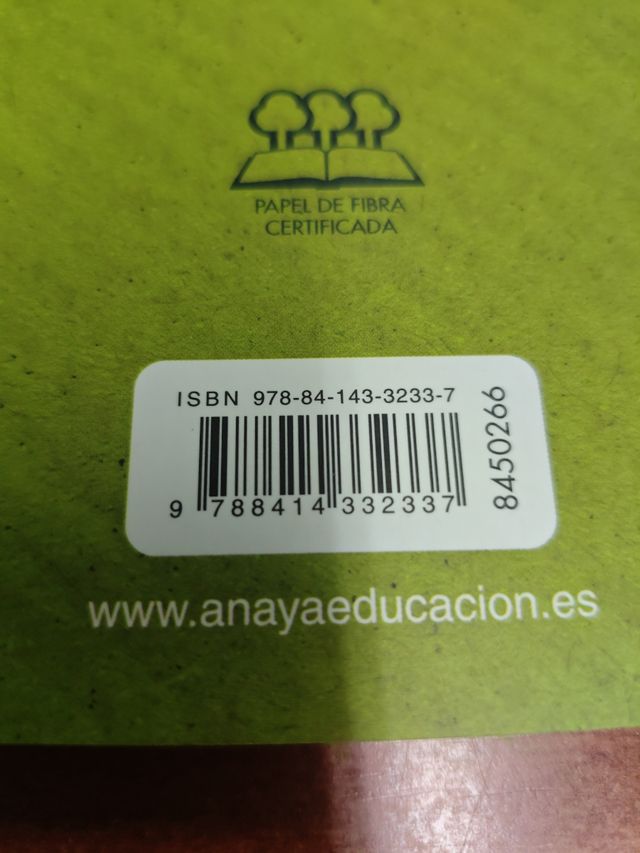 PAPEL DE FIBRA
CERTIFICADA
ISBN 978-84-143-3233-7
9 788414 332337
8450266
www.anayaeducacion.es